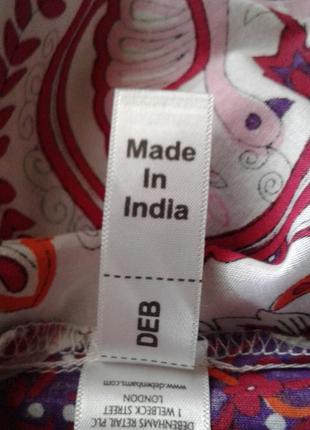 Made
In
India
DEB
DEBENHAMS RETAIL PLC
1 WELBECK STREET
LONDON
www.debenhams.com